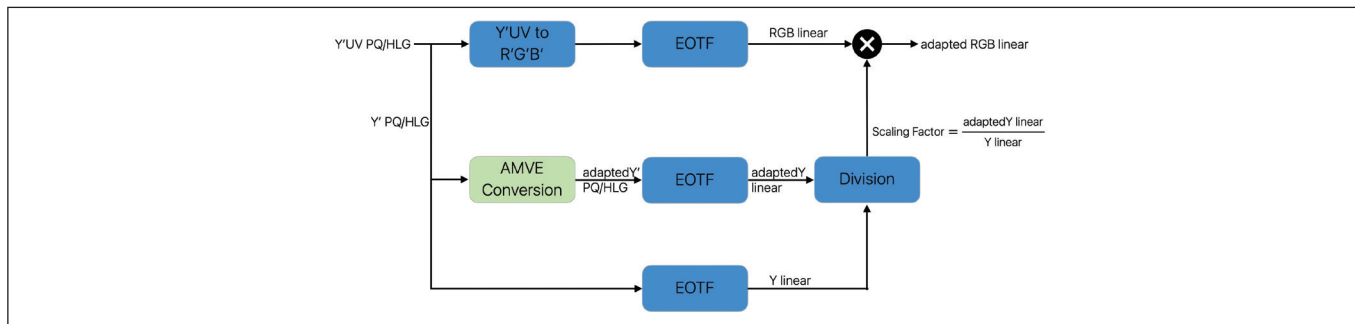 Y'UV PQ/HLG
Y'UV to
R'G'B'
EOTF
RGB linear
adapted RGB linear
Y' PQ/HLG
Scaling Factor = adaptedY linear
Y linear
AMVE
Conversion
adaptedY'
PQ/HLG
EOTF
adaptedY
linear
Division
EOTF
Y linear